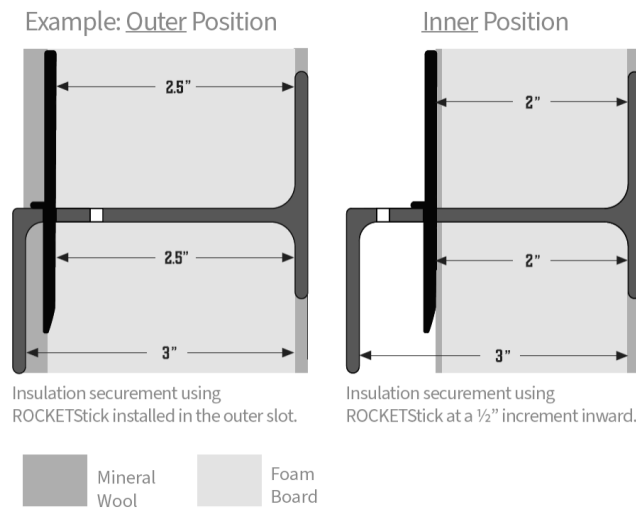 Example: Outer Position
Inner Position
2.5”
2”
2.5”
2”
3”
3”
Insulation securement using
ROCKETStick installed in the outer slot.
Insulation securement using
ROCKETStick at a ½” increment inward.
Mineral
Wool
Foam
Board